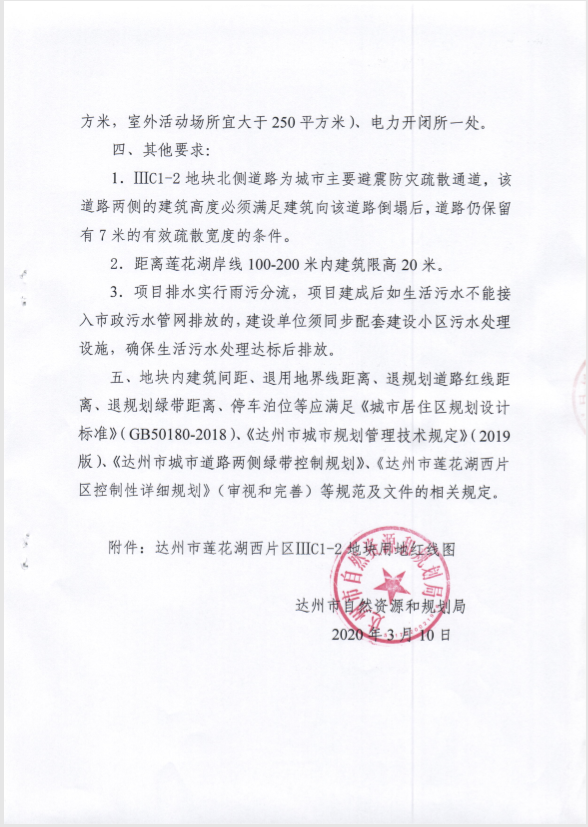 方米，室外活动场所宜大于 250 平方米）、电力开闭所一处。
四、其他要求：
1．ⅢC1-2 地块北侧道路为城市主要避震防灾疏散通道，该
道路两侧的建筑高度必须满足建筑向该道路倒塌后，道路仍保留
有 7 米的有效疏散宽度的条件。
2．距离莲花湖岸线 100-200 米内建筑限高 20 米。
3．项目排水实行雨污分流，项目建成后如生活污水不能接
入市政污水管网排放的，建设单位须同步配套建设小区污水处理
设施，确保生活污水处理达标后排放。
五、地块内建筑间距、退用地界线距离、退规划道路红线距
离、退规划绿带距离、停车泊位等应满足《城市居住区规划设计
标准》（GB50180-2018）、《达州市城市规划管理技术规定》（2019
版）、《达州市城市道路两侧绿带控制规划》、《达州市莲花湖西片
区控制性详细规划》（审视和完善）等规范及文件的相关规定。
附件：达州市莲花湖西片区ⅢC1-2 地块用地红线图
达州市自然资源和规划局
达州市自然资源和规划局
2020 年 3 月 10 日